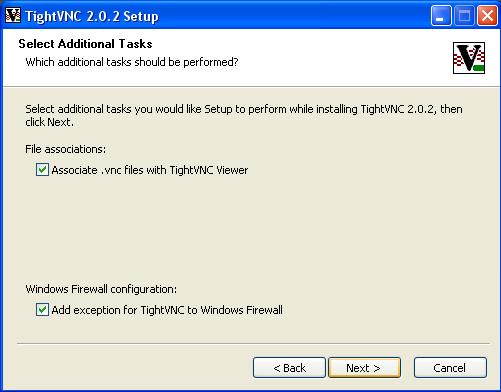 TightVNC 2.0.2 Setup
Select Additional Tasks
Which additional tasks should be performed?
Select additional tasks you would like Setup to perform while installing TightVNC 2.0.2, then
click Next.
File associations:
Associate .vnc files with TightVNC Viewer
Windows Firewall configuration:
Add exception for TightVNC to Windows Firewall
< Back
Next >
Cancel